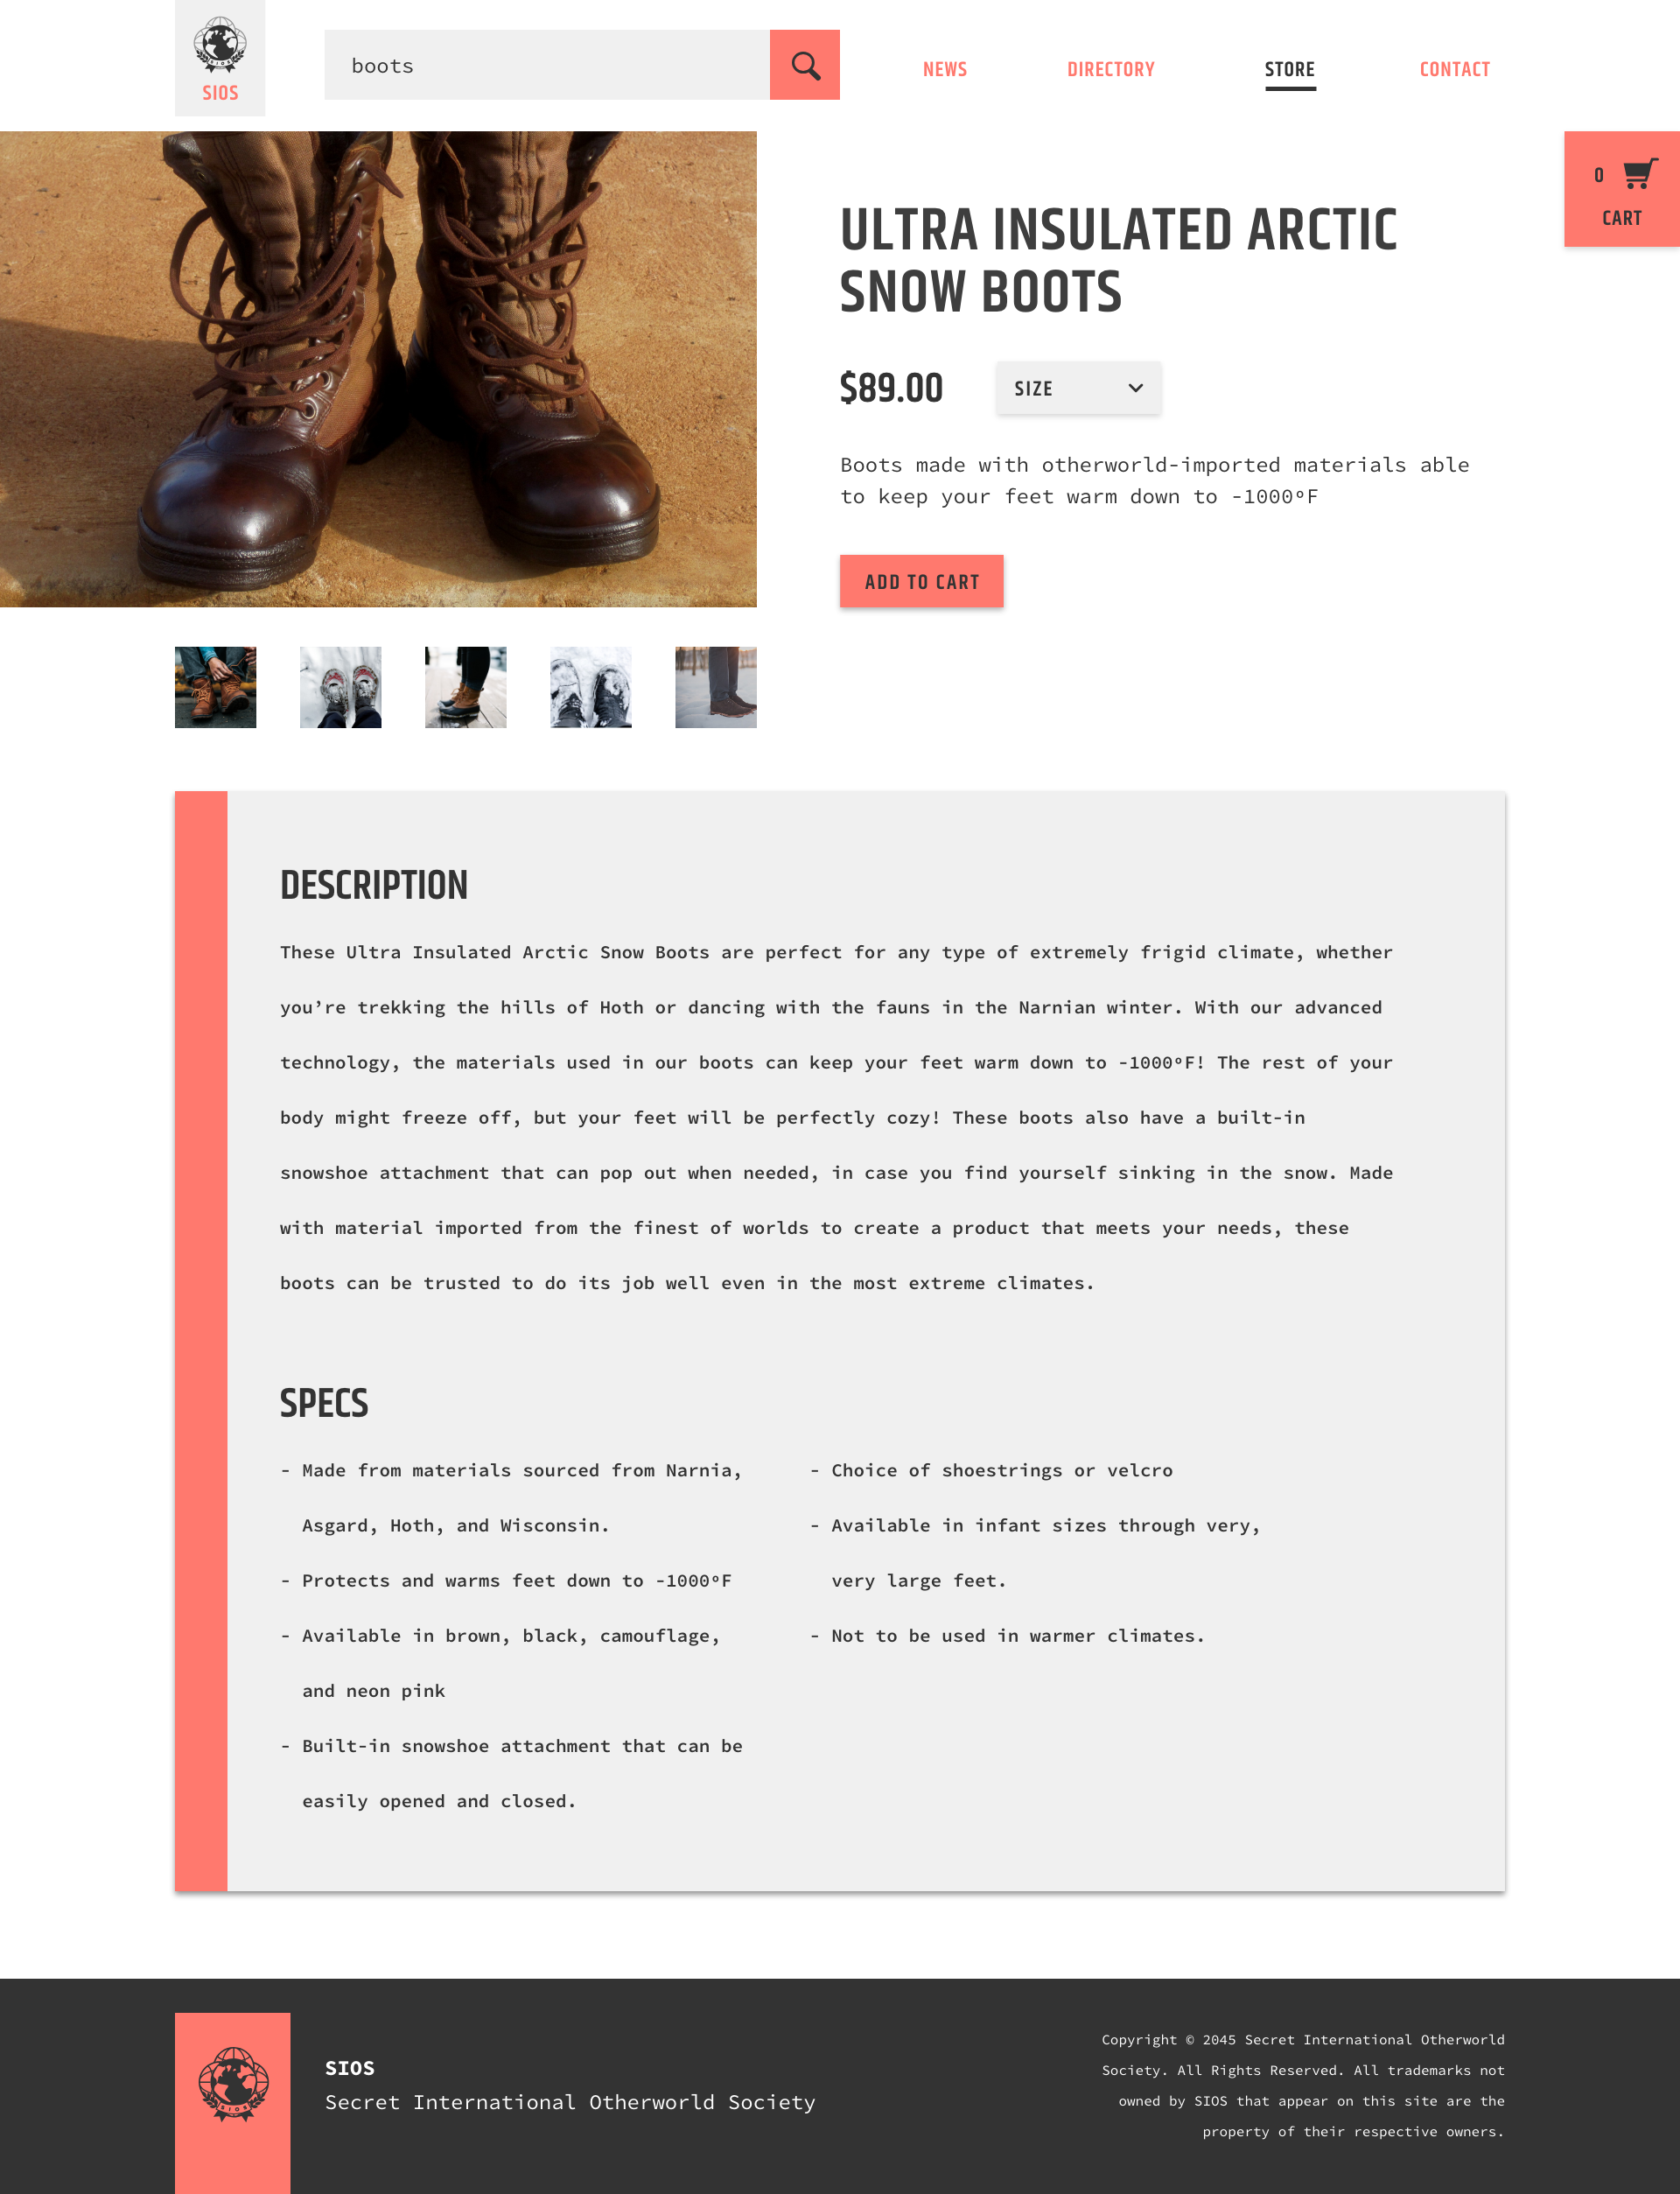 SIOS
SIOS
boots
NEWS
DIRECTORY
STORE
CONTACT
0
CART
ULTRA INSULATED ARCTIC
SNOW BOOTS
$89.00
SIZE
Boots made with otherworld-imported materials able
to keep your feet warm down to -1000ºF
ADD TO CART
DESCRIPTION
These Ultra Insulated Arctic Snow Boots are perfect for any type of extremely frigid climate, whether
you’re trekking the hills of Hoth or dancing with the fauns in the Narnian winter. With our advanced
technology, the materials used in our boots can keep your feet warm down to -1000ºF! The rest of your
body might freeze off, but your feet will be perfectly cozy! These boots also have a built-in
snowshoe attachment that can pop out when needed, in case you find yourself sinking in the snow. Made
with material imported from the finest of worlds to create a product that meets your needs, these
boots can be trusted to do its job well even in the most extreme climates.
SPECS
- Made from materials sourced from Narnia,
Asgard, Hoth, and Wisconsin.
- Protects and warms feet down to -1000ºF
- Available in brown, black, camouflage,
and neon pink
- Built-in snowshoe attachment that can be
easily opened and closed.
- Choice of shoestrings or velcro
- Available in infant sizes through very,
very large feet.
- Not to be used in warmer climates.
SIOS
SIOS
Secret International Otherworld Society
Copyright © 2045 Secret International Otherworld
Society. All Rights Reserved. All trademarks not
owned by SIOS that appear on this site are the
property of their respective owners.